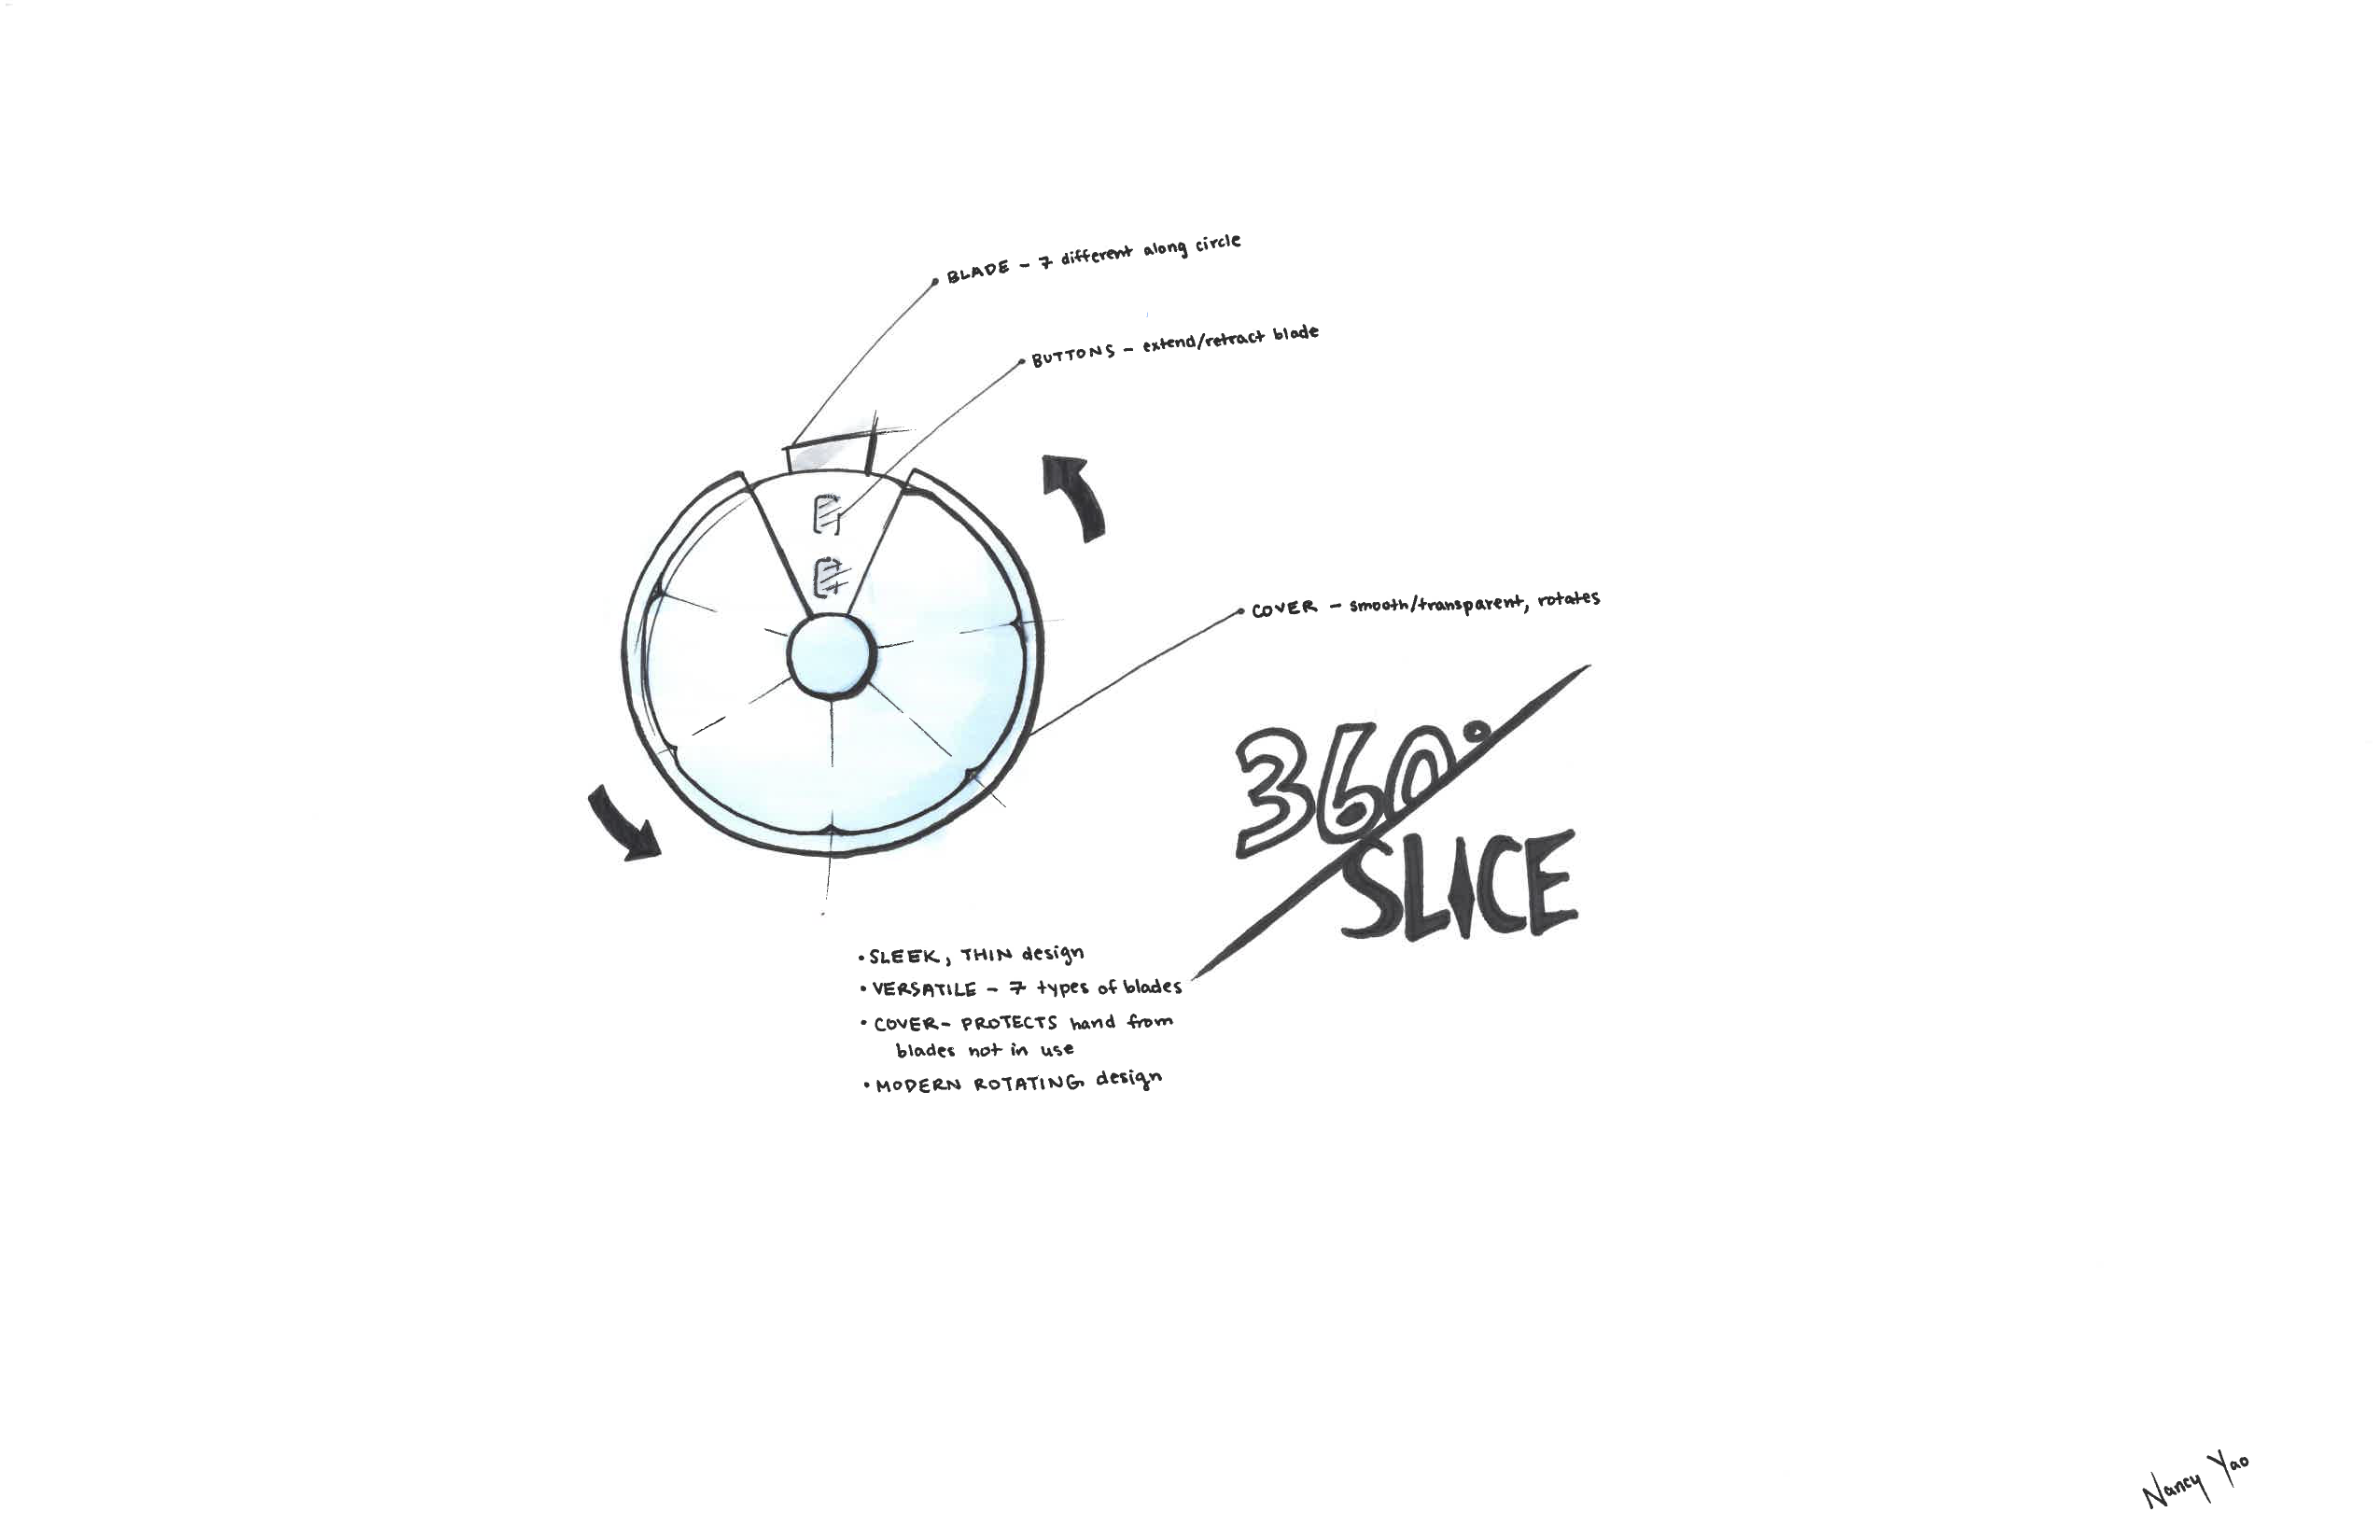 BLADE - 7 different along circle
BUTTONS - extend/retract blade
COVER - smooth/transparent, rotates
360°
SLICE
• SLEEK, THIN design
• VERSATILE - 7 types of blades
• COVER - PROTECTS hand from
blades not in use
• MODERN ROTATING design
Nancy Yao